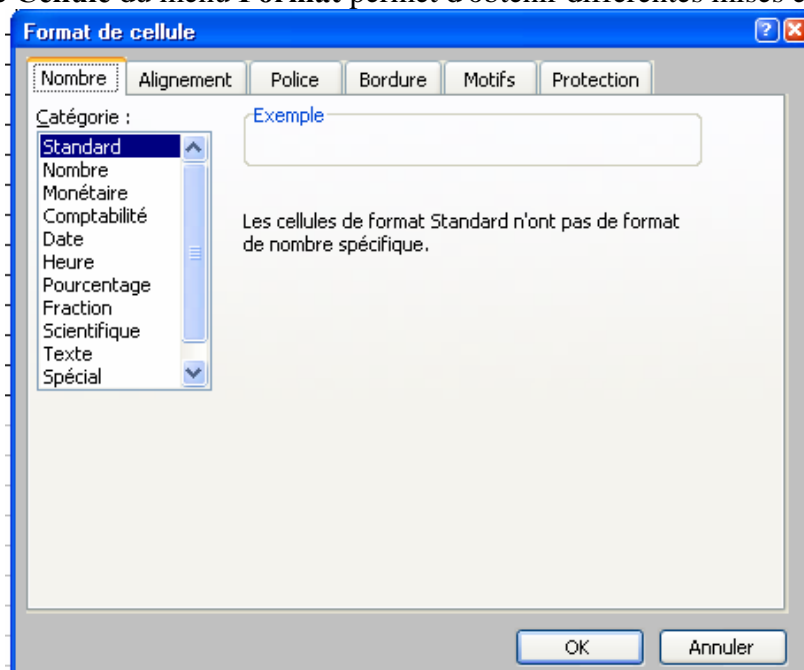 Cellule du menu Format permet d'obtenir différentes mises
Format de cellule
Nombre Alignement Police Bordure Motifs Protection
Catégorie :
Exemple
Standard
Nombre
Monétaire
Comptabilité
Date
Heure
Pourcentage
Fraction
Scientifique
Texte
Spécial
Les cellules de format Standard n'ont pas de format
de nombre spécifique.
OK Annuler